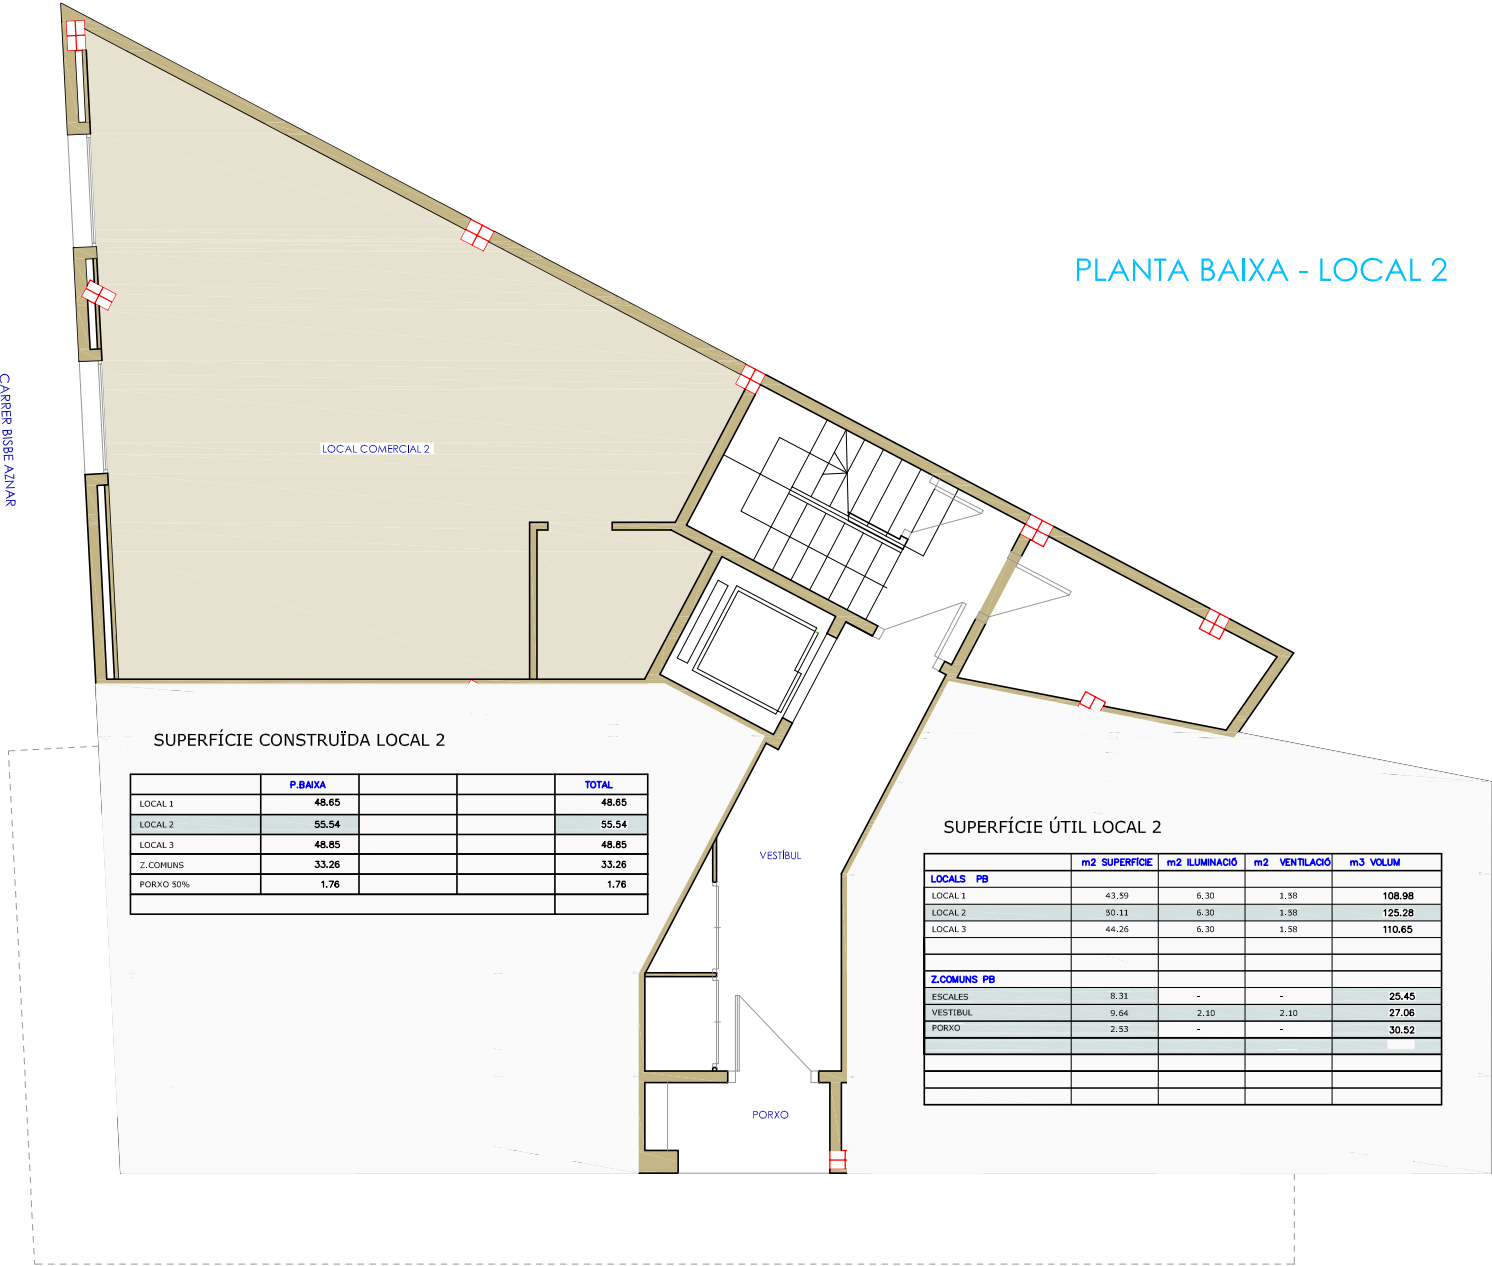 PLANTA BAIXA - LOCAL 2
CARRER BISBE AZNAR
LOCAL COMERCIAL 2
SUPERFÍCIE CONSTRUÏDA LOCAL 2
P.BAIXA TOTAL
LOCAL 1 48.65 48.65
LOCAL 2 55.54 55.54
LOCAL 3 48.85 48.85
Z.COMUNS 33.26 33.26
PORXO 50% 1.76 1.76
VESTÍBUL
PORXO
SUPERFÍCIE ÚTIL LOCAL 2
m2 SUPERFÍCIE m2 ILUMINACIÓ m2 VENTILACIÓ m3 VOLUM
LOCALS PB
LOCAL 1 43.59 6.30 1.58 108.98
LOCAL 2 50.11 6.30 1.58 125.28
LOCAL 3 44.26 6.30 1.58 110.65
Z.COMUNS PB
ESCALES 8.31 - - 25.45
VESTIBUL 9.64 2.10 2.10 27.06
PORXO 2.53 - - 30.52